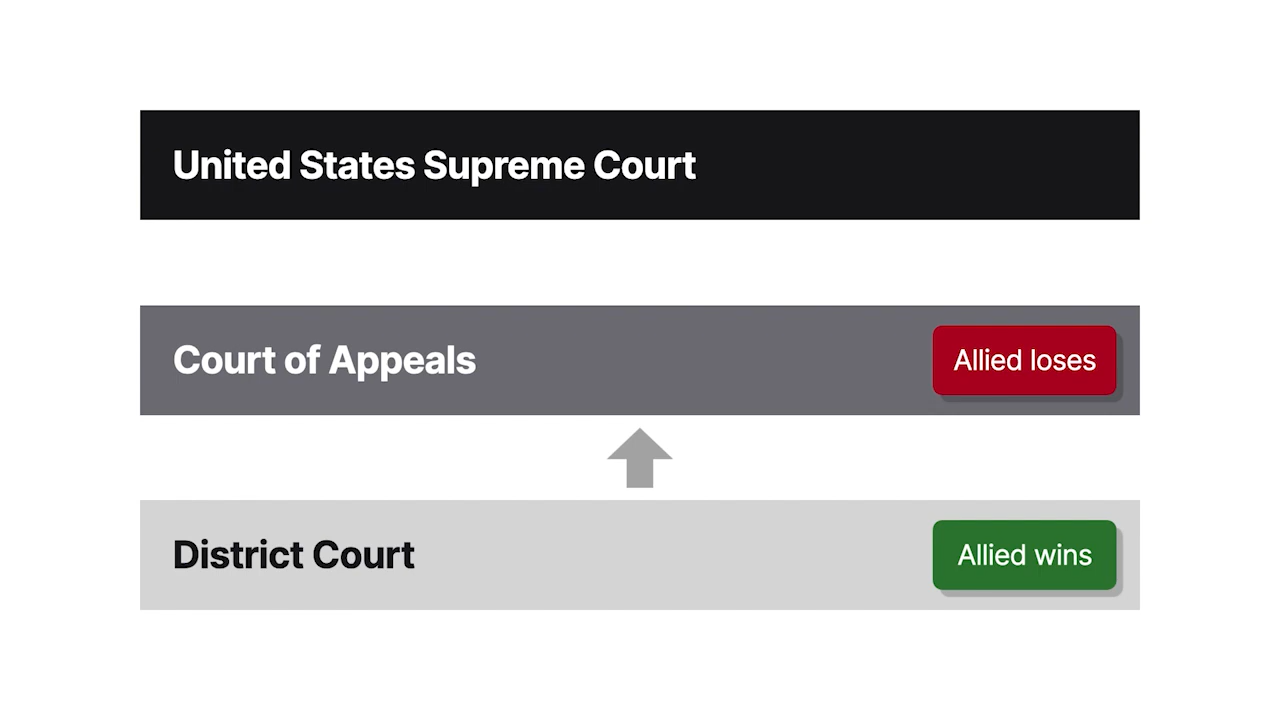 United States Supreme Court
Court of Appeals
Allied loses
District Court
Allied wins